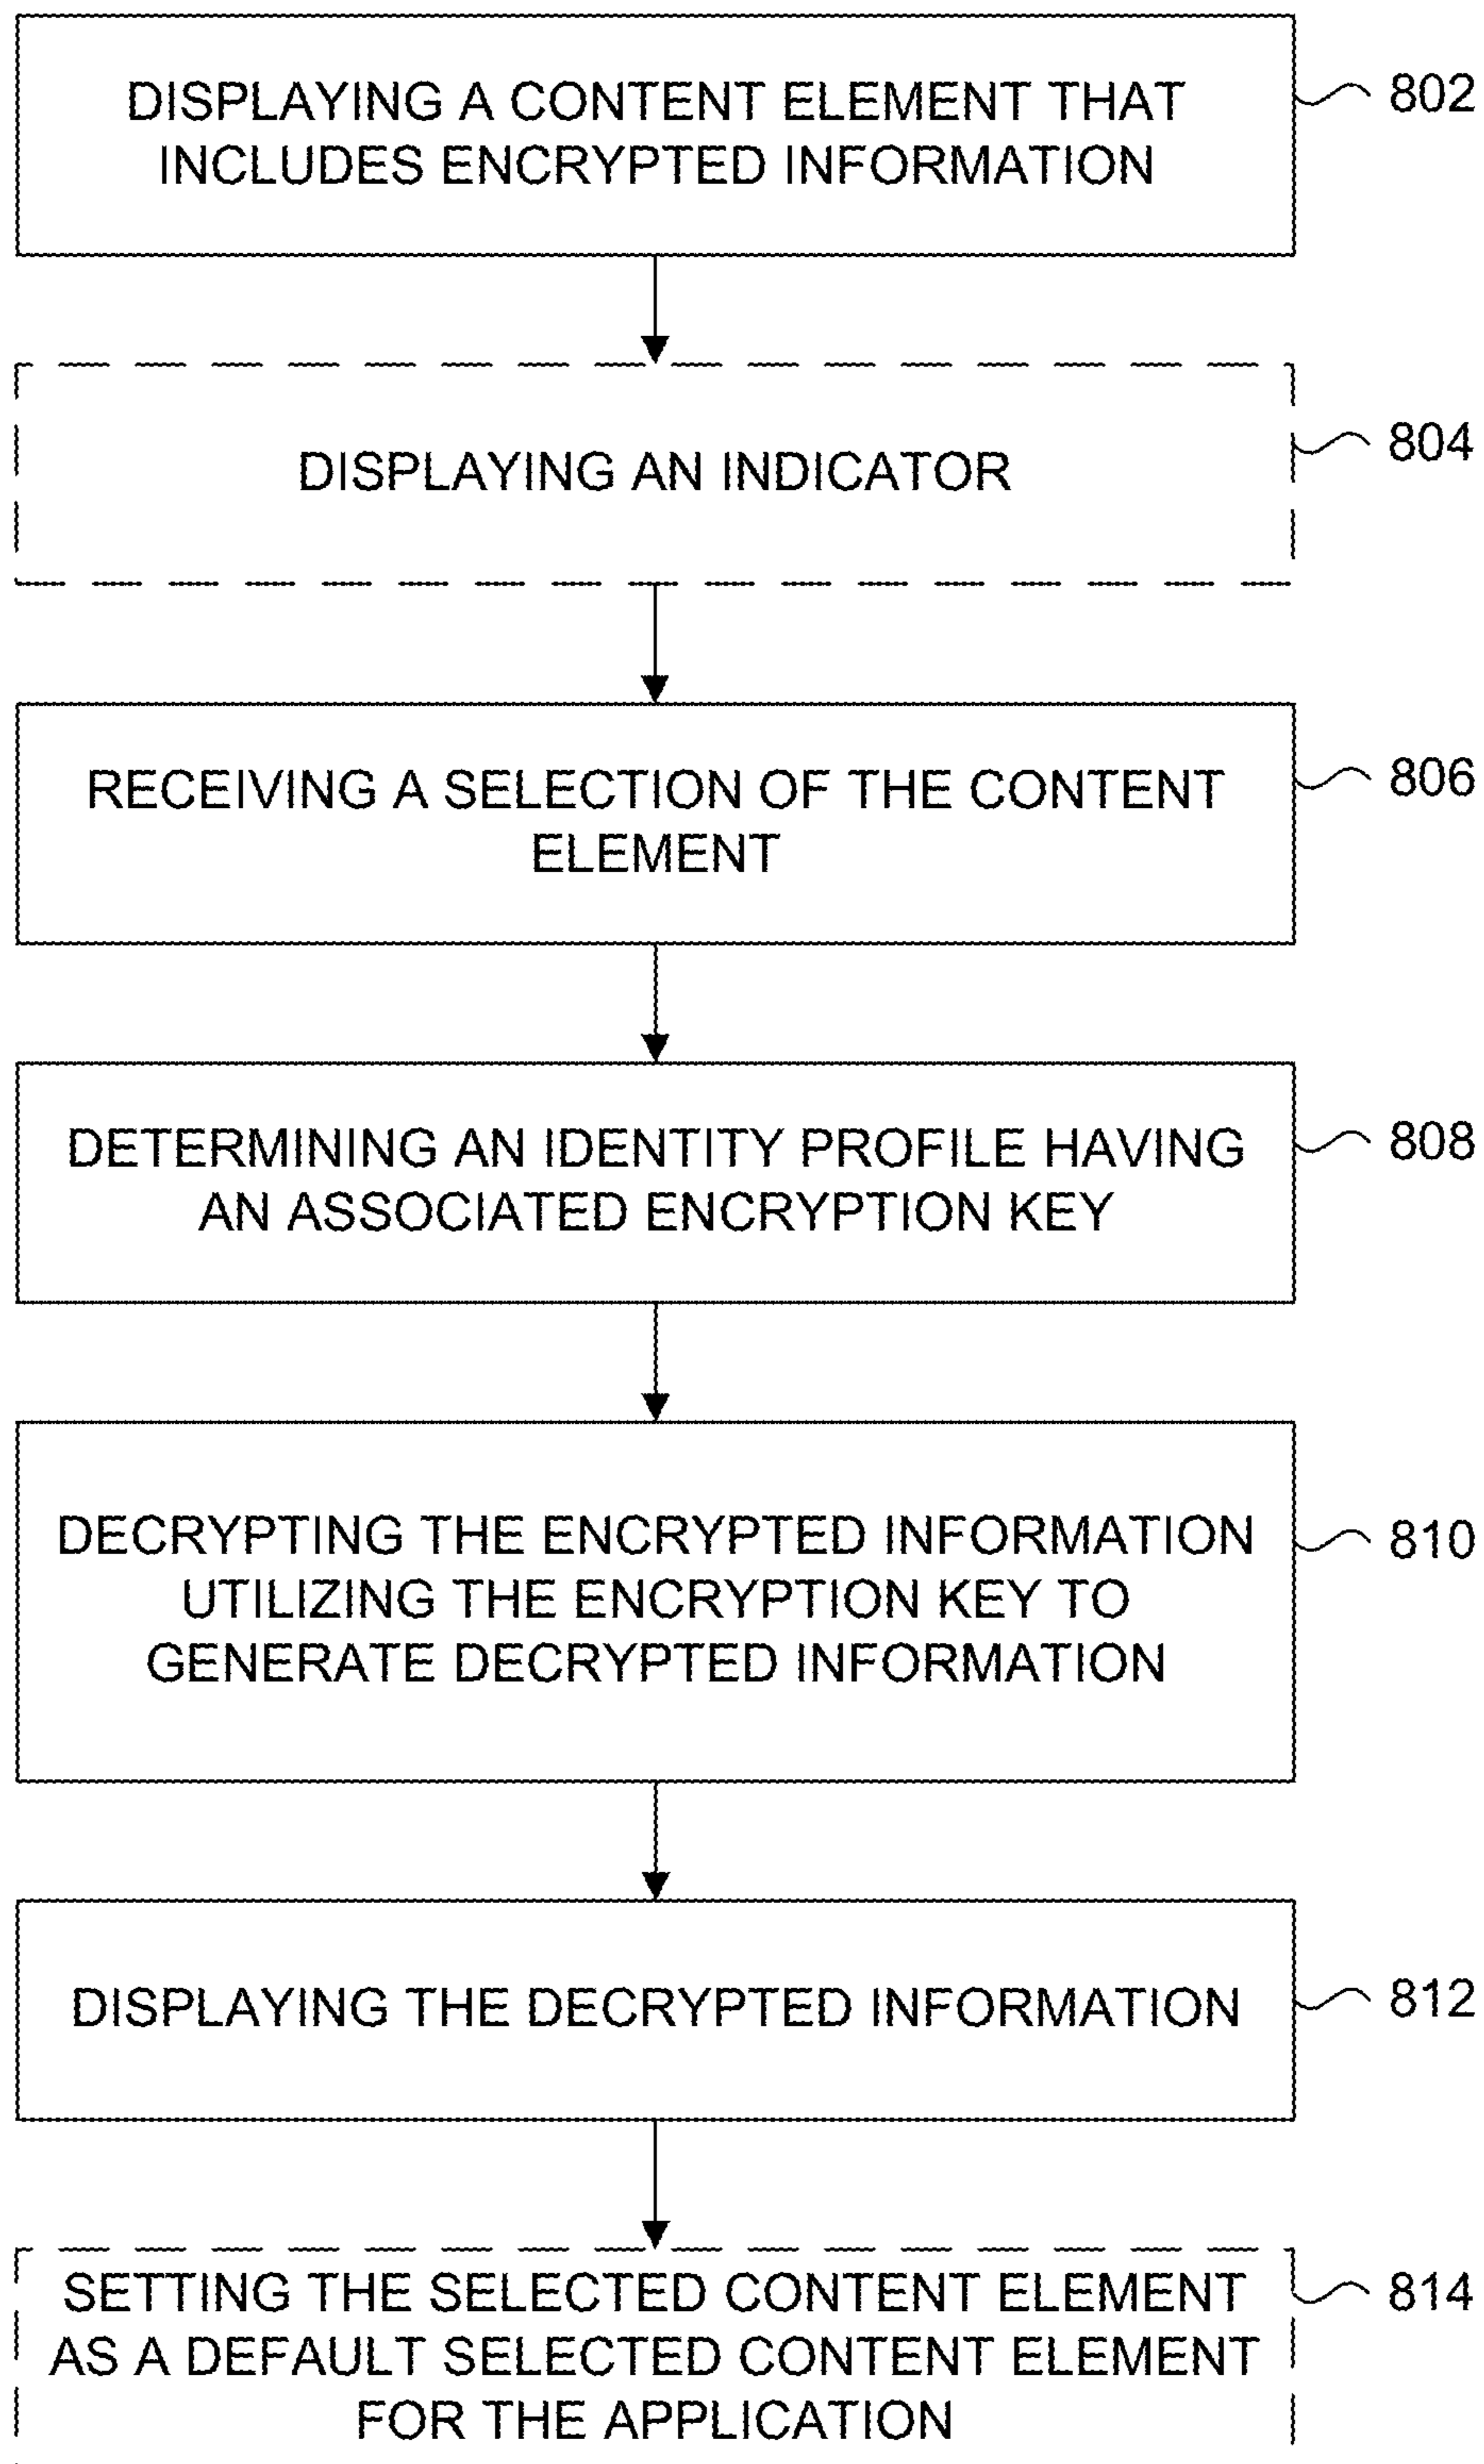 DISPLAYING A CONTENT ELEMENT THAT
INCLUDES ENCRYPTED INFORMATION
802
DISPLAYING AN INDICATOR
804
RECEIVING A SELECTION OF THE CONTENT
ELEMENT
806
DETERMINING AN IDENTITY PROFILE HAVING
AN ASSOCIATED ENCRYPTION KEY
808
DECRYPTING THE ENCRYPTED INFORMATION
UTILIZING THE ENCRYPTION KEY TO
GENERATE DECRYPTED INFORMATION
810
DISPLAYING THE DECRYPTED INFORMATION
812
SETTING THE SELECTED CONTENT ELEMENT
AS A DEFAULT SELECTED CONTENT ELEMENT
FOR THE APPLICATION
814